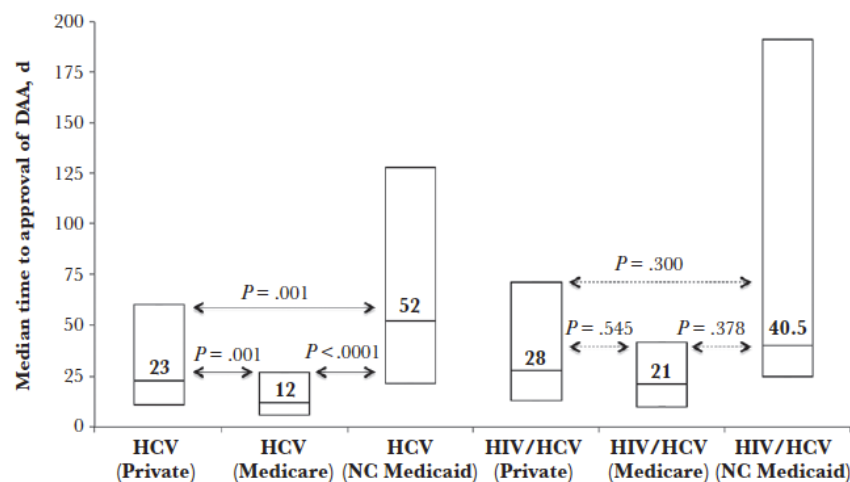 Median time to approval of DAA, d
200
175
150
125
100
75
50
25
0
P = .001
P = .001
P < .0001
P = .300
P = .545
P = .378
23
12
52
28
21
40.5
HCV
(Private)
HCV
(Medicare)
HCV
(NC Medicaid)
HIV/HCV
(Private)
HIV/HCV
(Medicare)
HIV/HCV
(NC Medicaid)